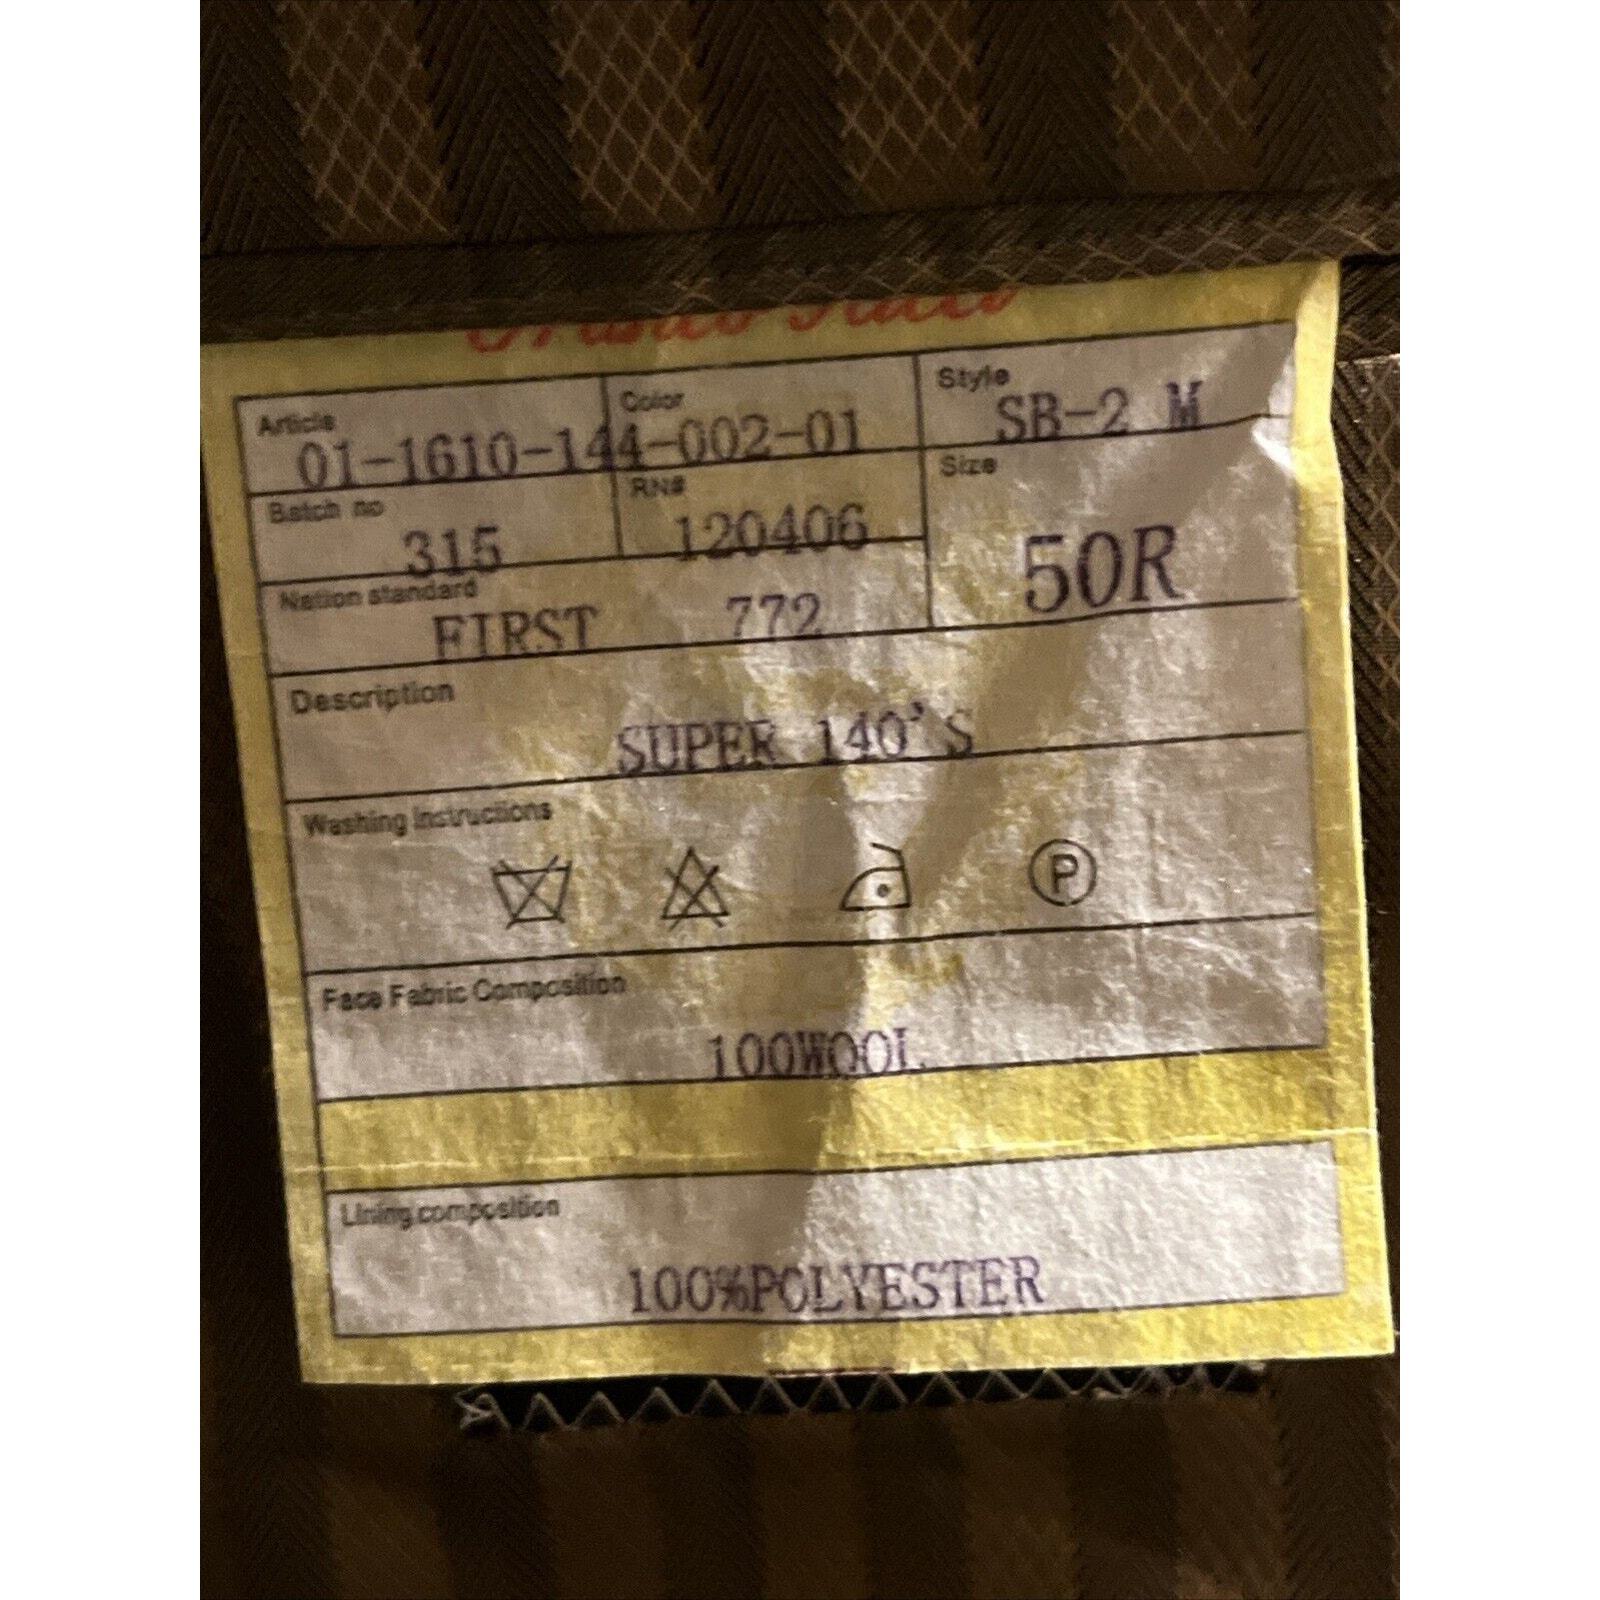 Article
Color
Style
01-1610-144-002-01
SB-2 M
Batch no
RN#
Size
315
120406
50R
Nation standard
FIRST 772
Description
SUPER 140'S
Washing Instructions
P
Face Fabric Composition
100WOOL
Lining composition
100%POLYESTER